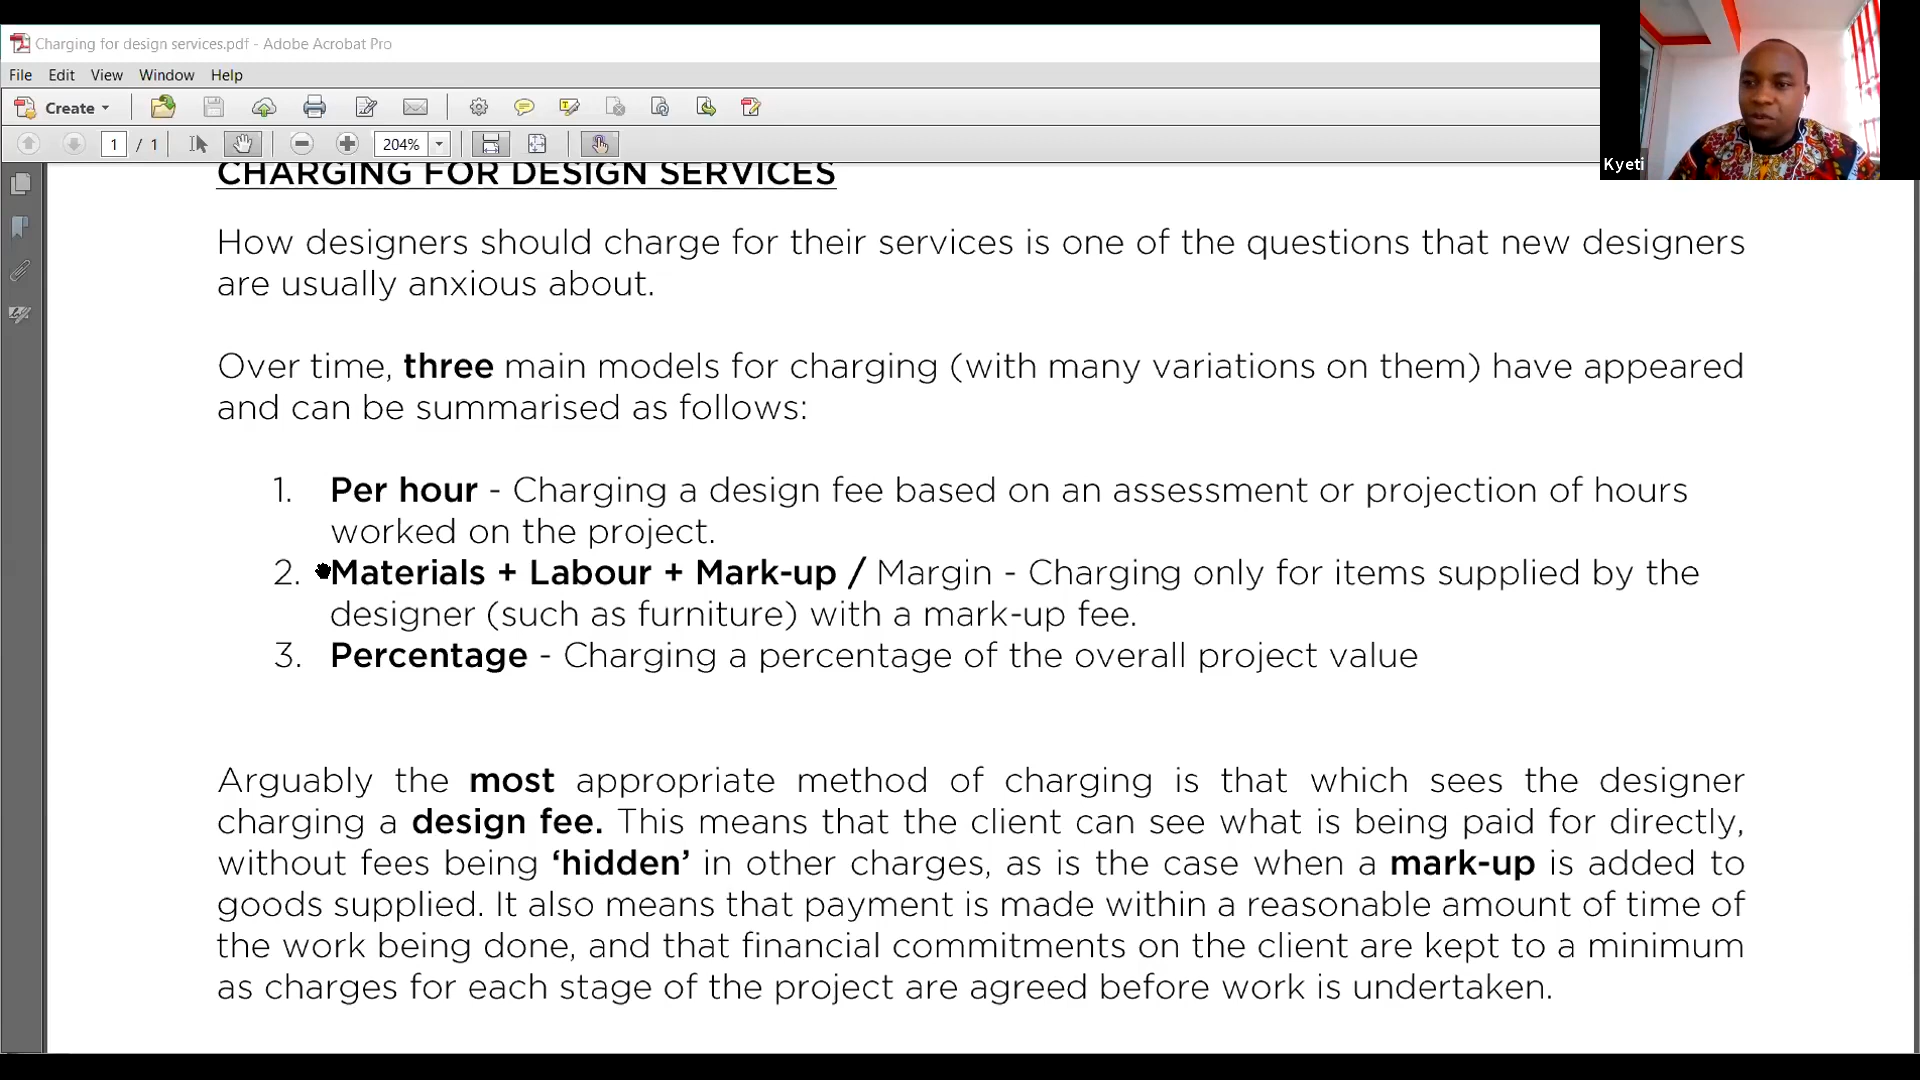 Charging for design services.pdf - Adobe Acrobat Pro
File Edit View Window Help
Create
1 / 1 204%
Kyeti
CHARGING FOR DESIGN SERVICES
How designers should charge for their services is one of the questions that new designers
are usually anxious about.
Over time, three main models for charging (with many variations on them) have appeared
and can be summarised as follows:
1. Per hour - Charging a design fee based on an assessment or projection of hours
worked on the project.
2. Materials + Labour + Mark-up / Margin - Charging only for items supplied by the
designer (such as furniture) with a mark-up fee.
3. Percentage - Charging a percentage of the overall project value
Arguably the most appropriate method of charging is that which sees the designer
charging a design fee. This means that the client can see what is being paid for directly,
without fees being ‘hidden’ in other charges, as is the case when a mark-up is added to
goods supplied. It also means that payment is made within a reasonable amount of time of
the work being done, and that financial commitments on the client are kept to a minimum
as charges for each stage of the project are agreed before work is undertaken.